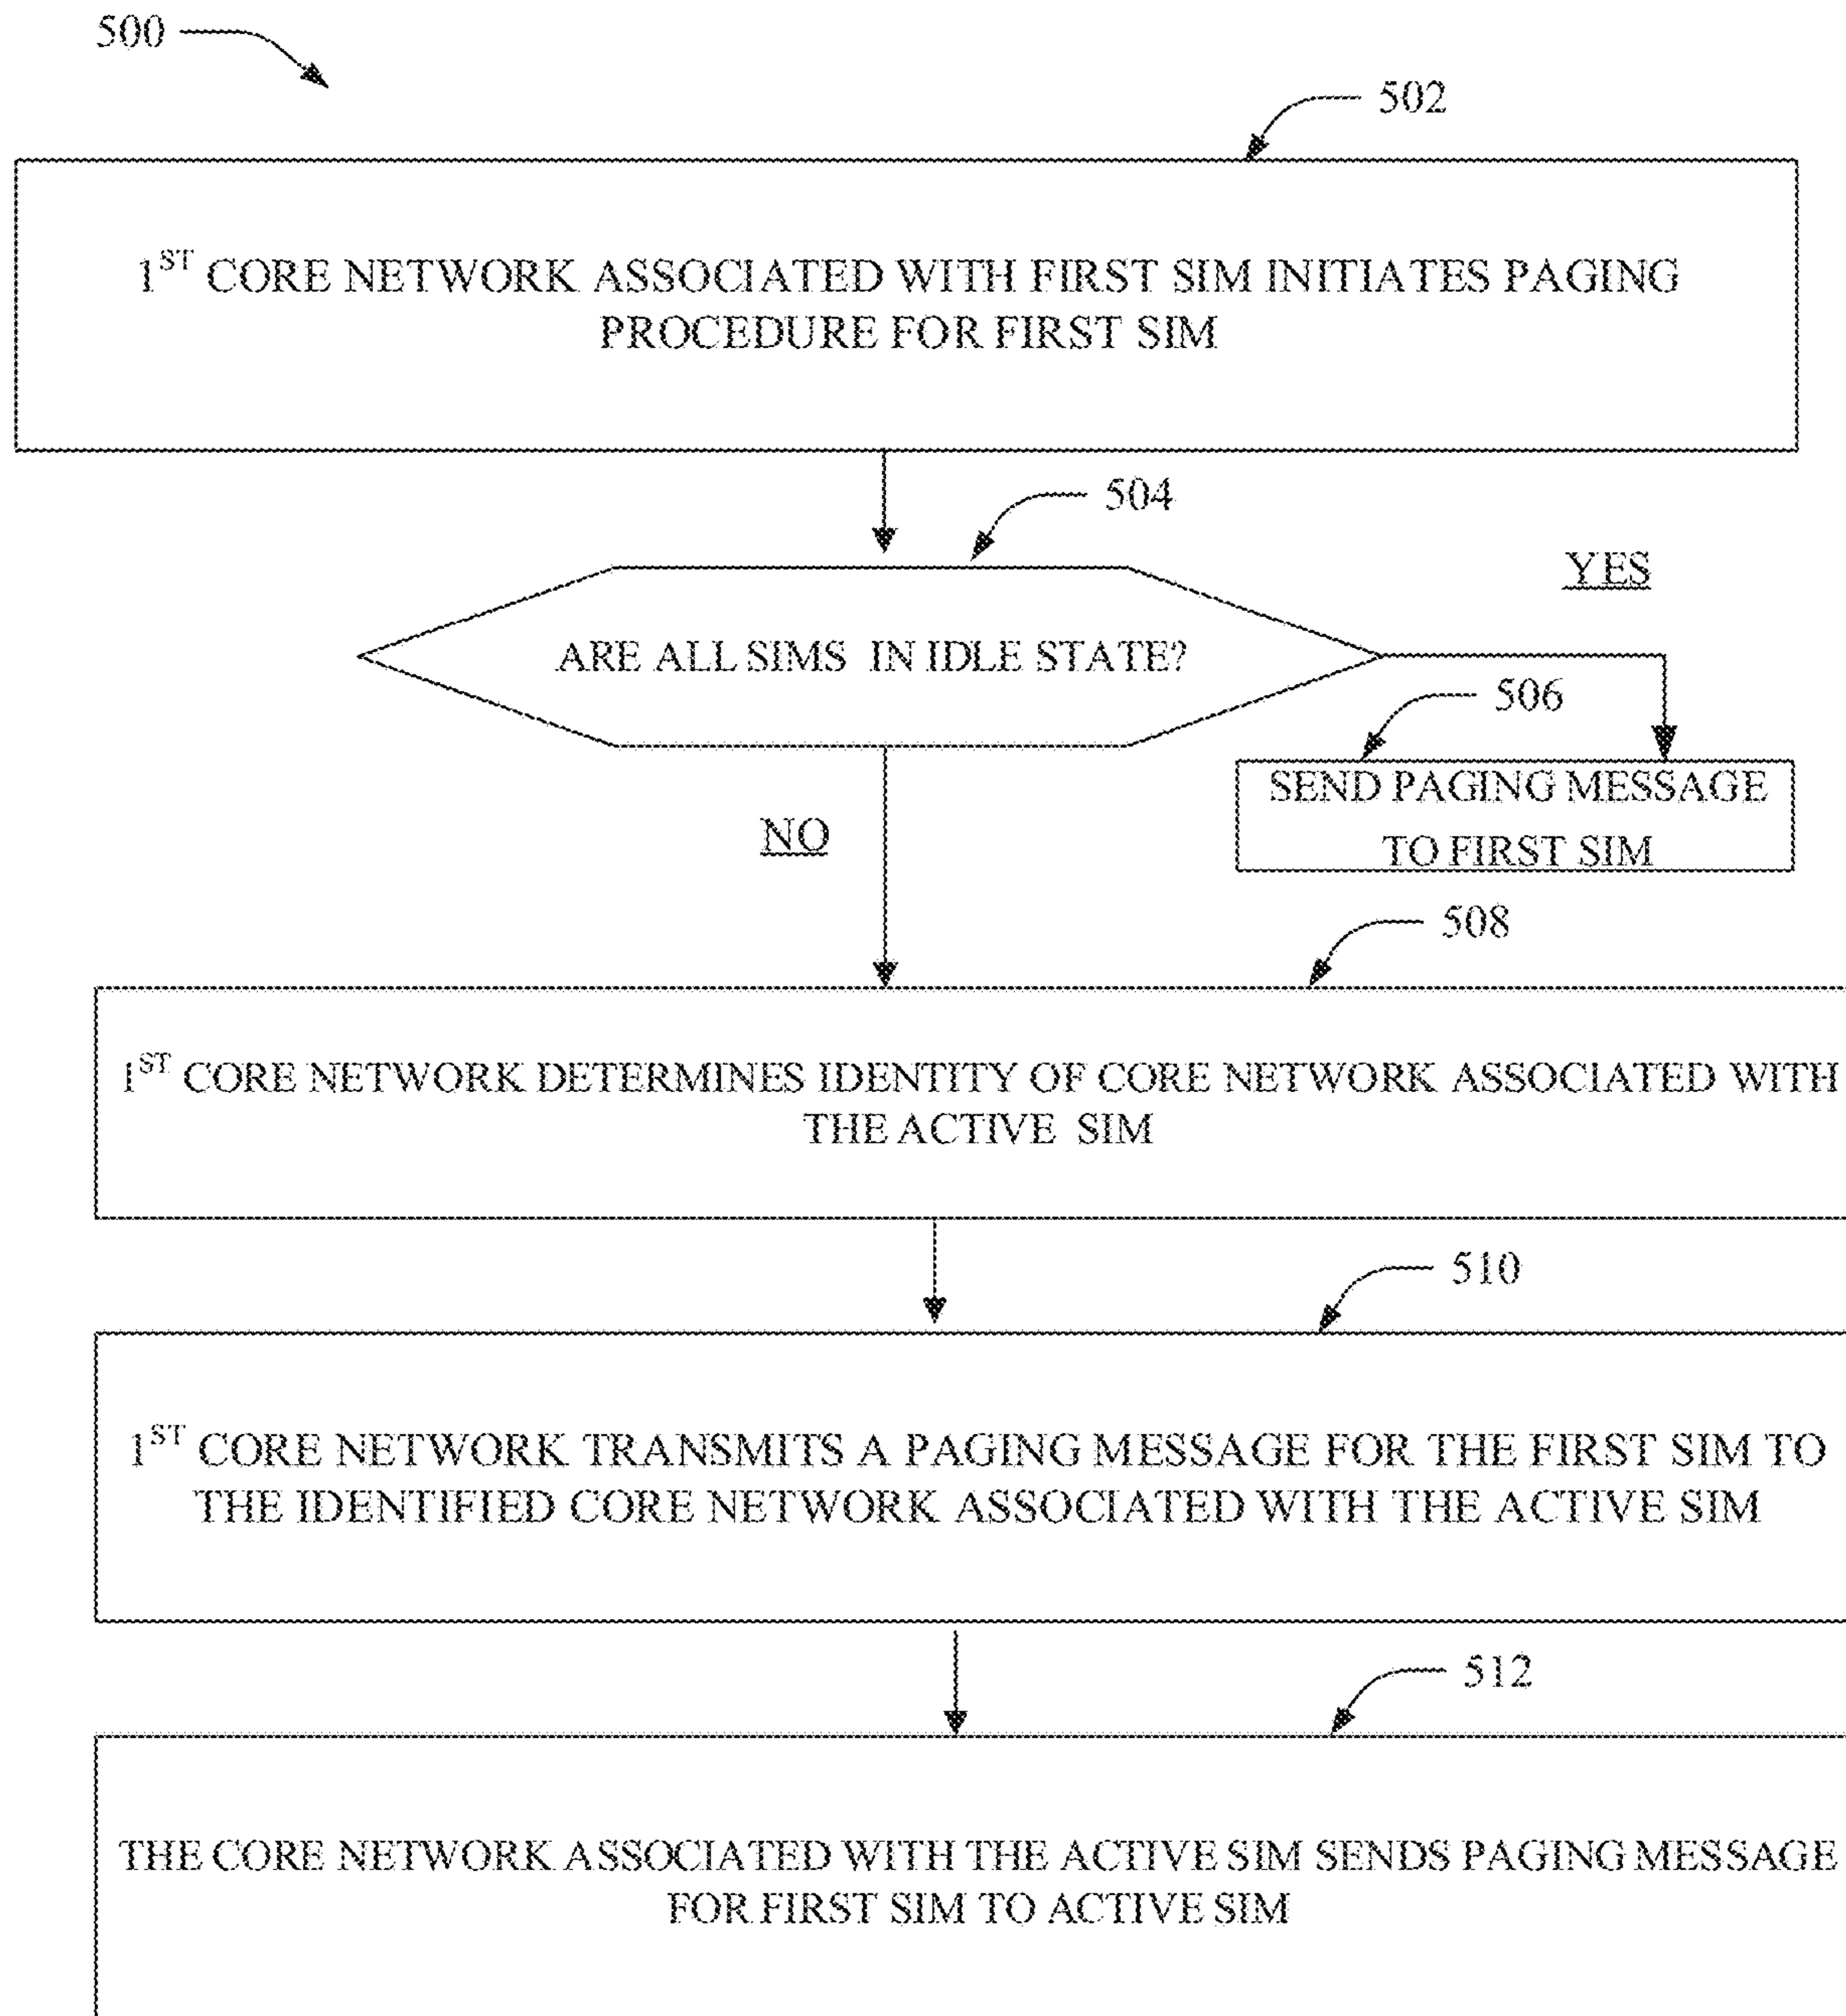 500
502
1ST CORE NETWORK ASSOCIATED WITH FIRST SIM INITIATES PAGING
PROCEDURE FOR FIRST SIM
504
YES
ARE ALL SIMS IN IDLE STATE?
506
SEND PAGING MESSAGE
TO FIRST SIM
NO
508
1ST CORE NETWORK DETERMINES IDENTITY OF CORE NETWORK ASSOCIATED WITH
THE ACTIVE SIM
510
1ST CORE NETWORK TRANSMITS A PAGING MESSAGE FOR THE FIRST SIM TO
THE IDENTIFIED CORE NETWORK ASSOCIATED WITH THE ACTIVE SIM
512
THE CORE NETWORK ASSOCIATED WITH THE ACTIVE SIM SENDS PAGING MESSAGE
FOR FIRST SIM TO ACTIVE SIM